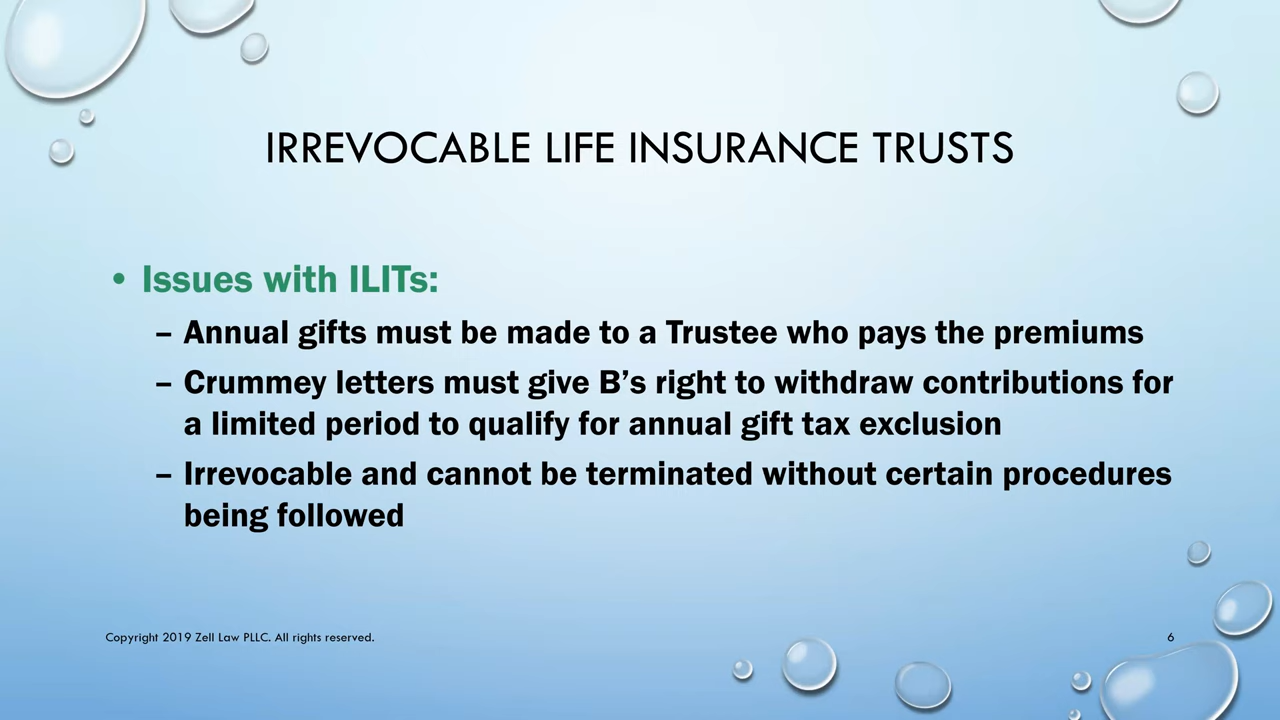 IRREVOCABLE LIFE INSURANCE TRUSTS
• Issues with ILITs:
– Annual gifts must be made to a Trustee who pays the premiums
– Crummey letters must give B’s right to withdraw contributions for
a limited period to qualify for annual gift tax exclusion
– Irrevocable and cannot be terminated without certain procedures
being followed
Copyright 2019 Zell Law PLLC. All rights reserved.
6